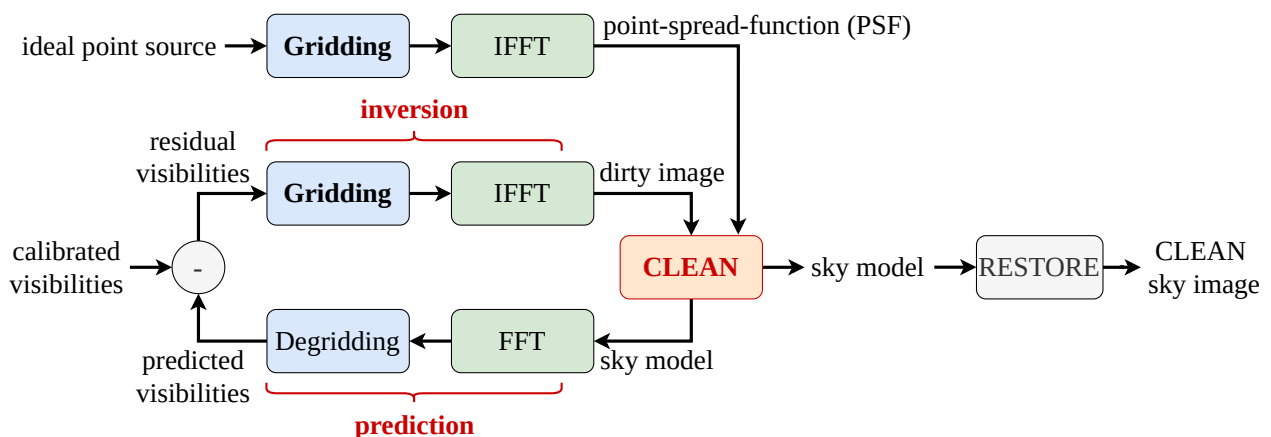 point-spread-function (PSF)
ideal point source
Gridding
IFFT
inversion
residual
visibilities
Gridding
IFFT
dirty image
calibrated
visibilities
-
CLEAN
sky model
RESTORE
CLEAN
sky image
Degridding
FFT
sky model
predicted
visibilities
prediction